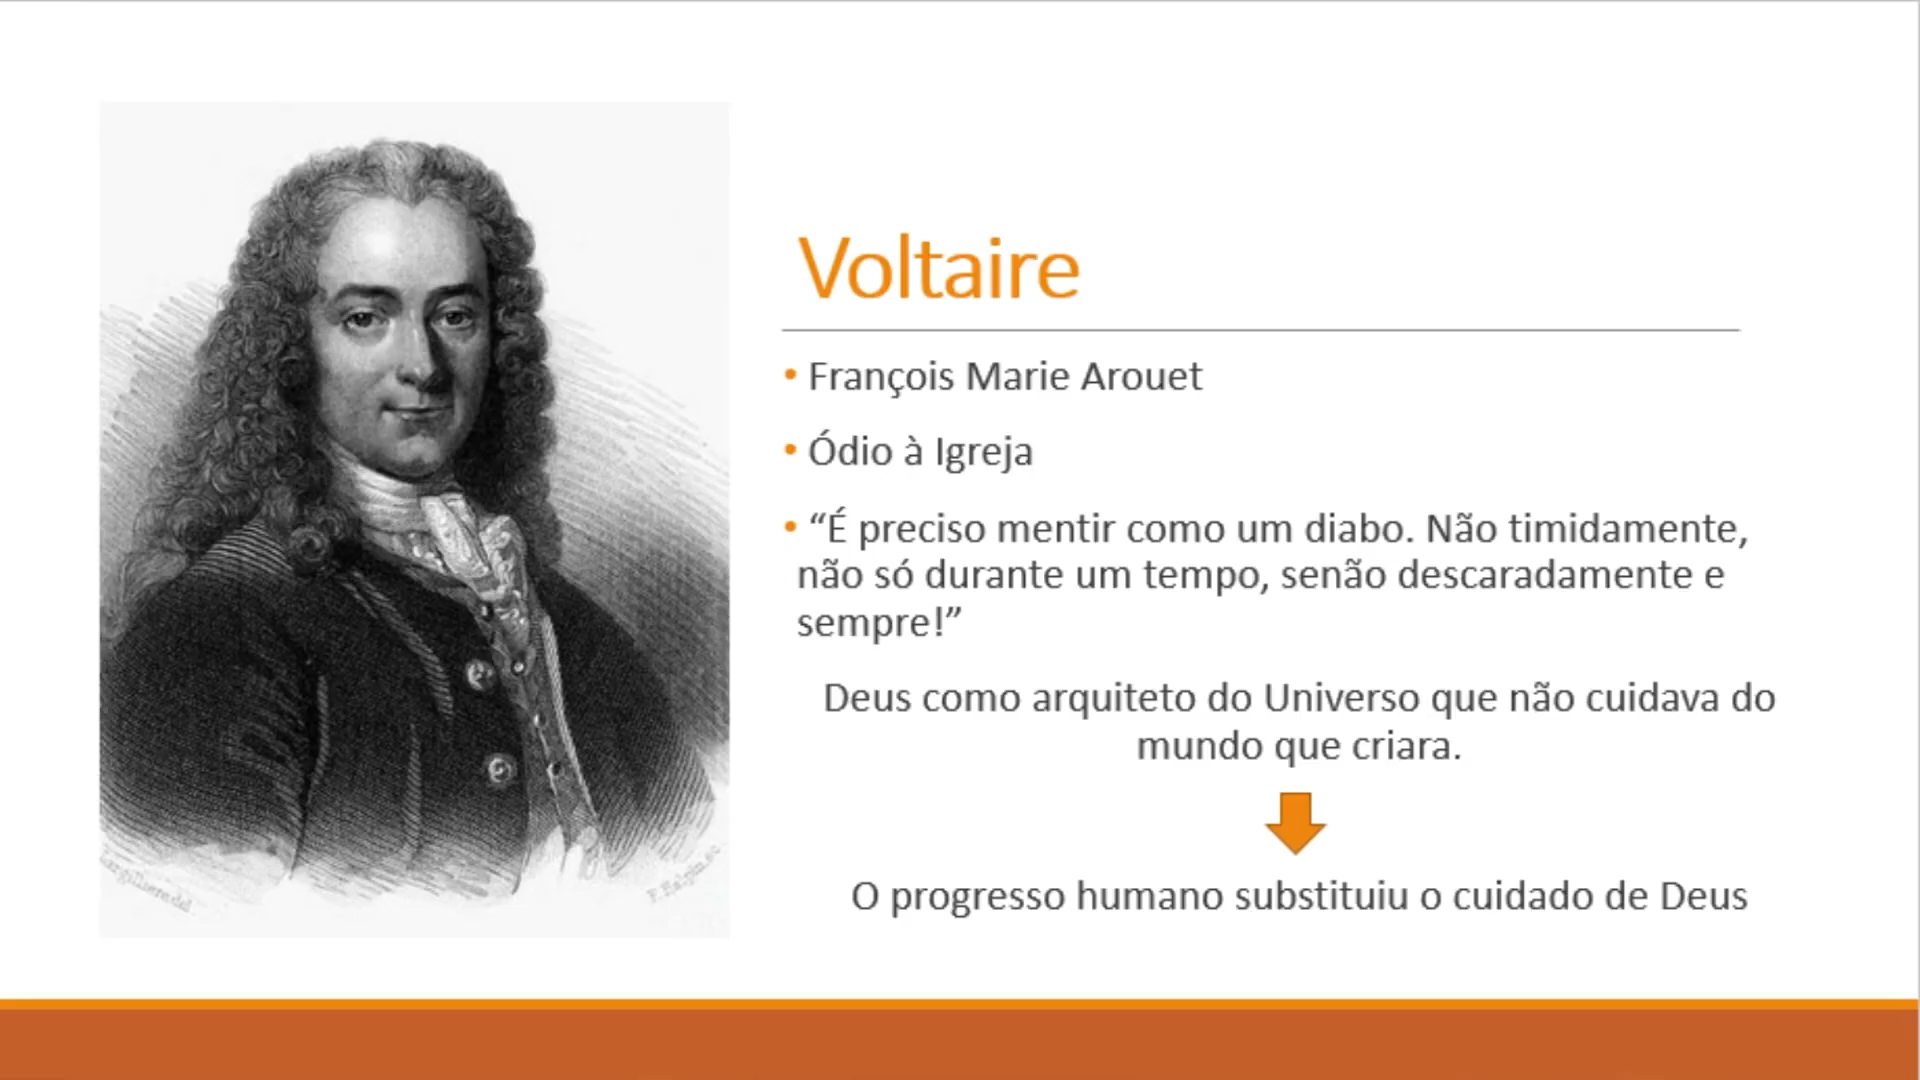 Voltaire
• François Marie Arouet
• Ódio à Igreja
• “É preciso mentir como um diabo. Não timidamente,
não só durante um tempo, senão descaradamente e
sempre!”
Deus como arquiteto do Universo que não cuidava do
mundo que criara.
O progresso humano substituiu o cuidado de Deus